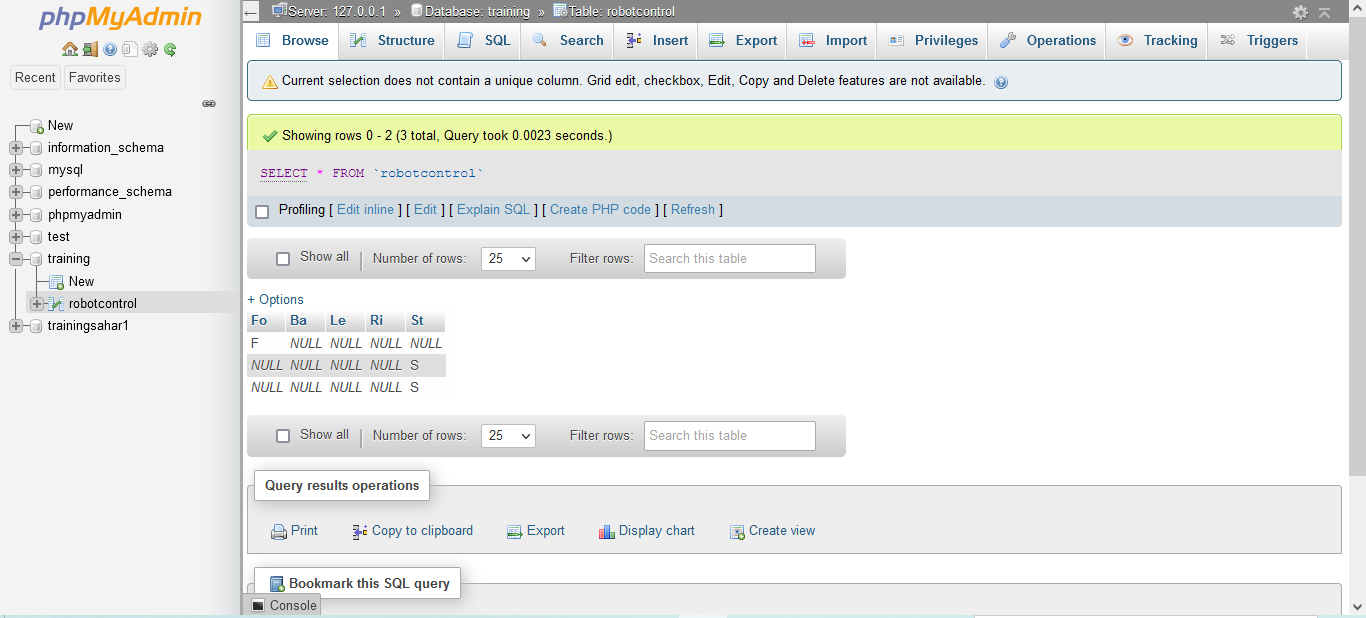 phpMyAdmin
Recent Favorites
New
information_schema
mysql
performance_schema
phpmyadmin
test
training
New
robotcontrol
trainingsahar1
Server: 127.0.0.1 » Database: training » Table: robotcontrol
Browse Structure SQL Search Insert Export Import Privileges Operations Tracking Triggers
Current selection does not contain a unique column. Grid edit, checkbox, Edit, Copy and Delete features are not available.
Showing rows 0 - 2 (3 total, Query took 0.0023 seconds.)
SELECT * FROM `robotcontrol`
Profiling [ Edit inline ] [ Edit ] [ Explain SQL ] [ Create PHP code ] [ Refresh ]
Show all | Number of rows: 25 Filter rows: Search this table
+ Options
Fo Ba Le Ri St
F NULL NULL NULL NULL
NULL NULL NULL NULL S
NULL NULL NULL NULL S
Show all | Number of rows: 25 Filter rows: Search this table
Query results operations
Print Copy to clipboard Export Display chart Create view
Bookmark this SQL query
Console